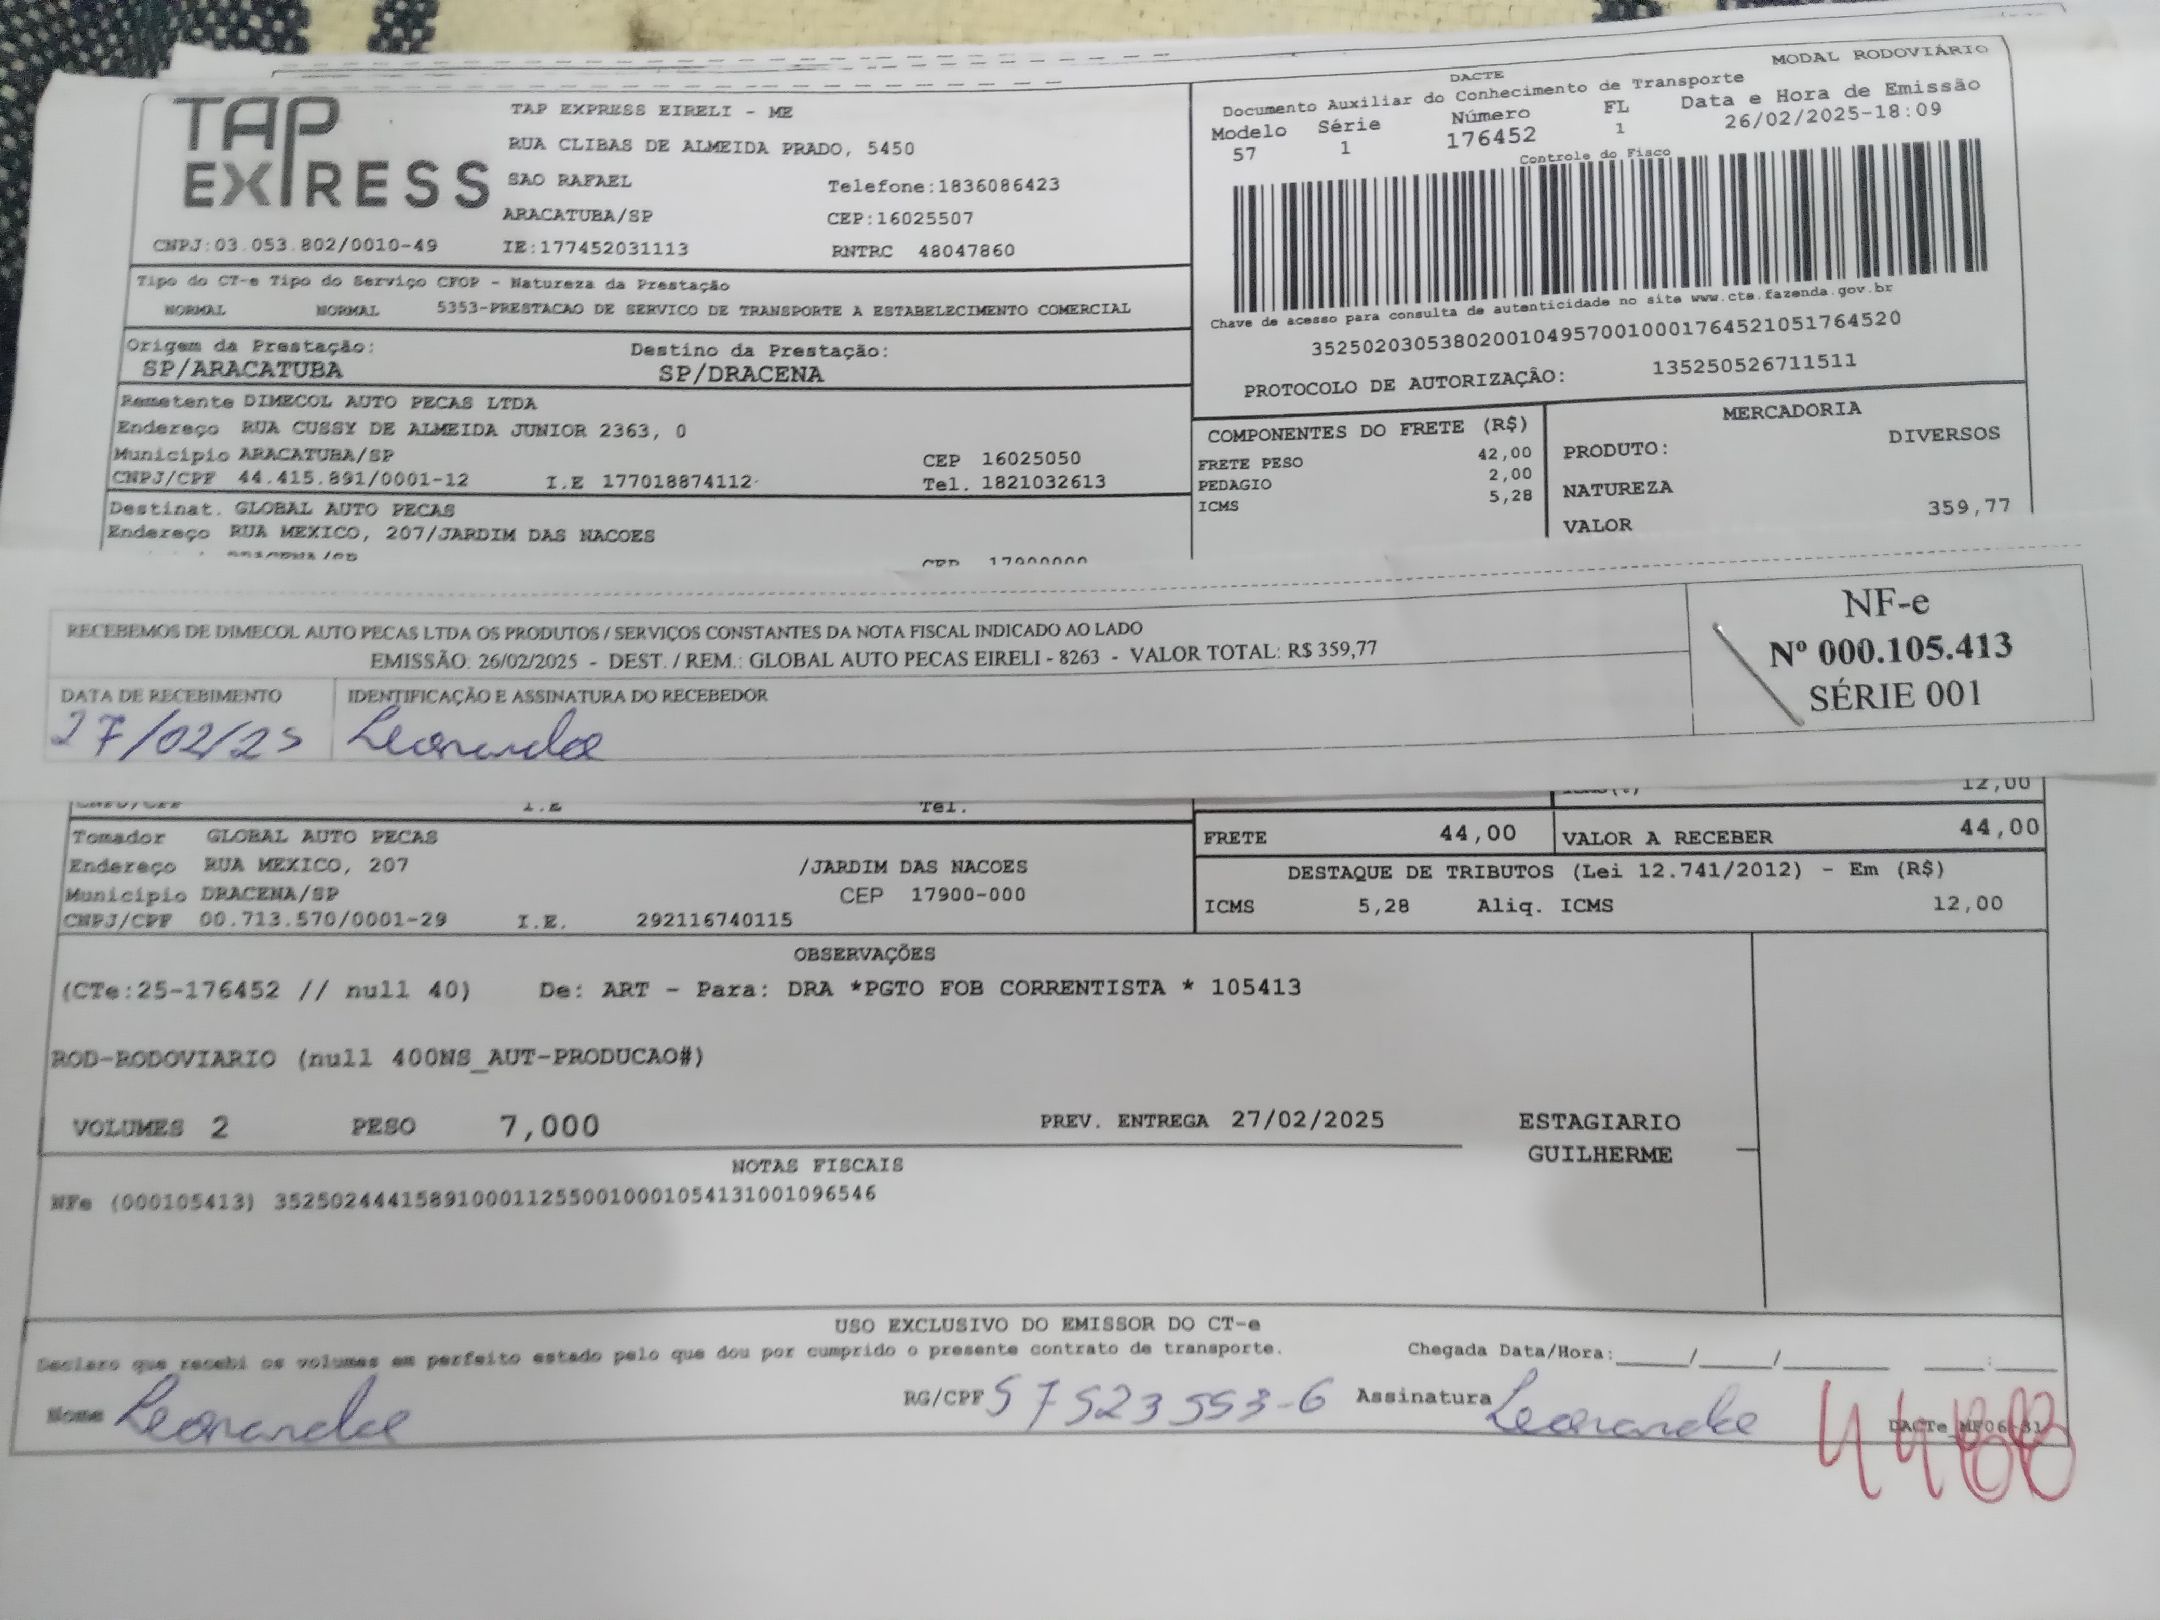 MODAL RODOVIÁRIO
TAP EXPRESS
TAP EXPRESS EIRELI - ME
RUA CLIBAS DE ALMEIDA PRADO, 5450
SAO RAFAEL Telefone:1836086423
ARACATUBA/SP CEP:16025507
CNPJ:03.053.802/0010-49 IE:177452031113 RNTRC 48047860
DACTE
Documento Auxiliar do Conhecimento de Transporte
Modelo Série Número FL Data e Hora de Emissão
57 1 176452 1 26/02/2025-18:09
Controle do Fisco
Chave de acesso para consulta de autenticidade no site www.cte.fazenda.gov.br
35250203053802001049570010001764521051764520
PROTOCOLO DE AUTORIZAÇÃO: 135250526711511
Tipo do CT-e Tipo do Serviço CFOP - Natureza da Prestação
NORMAL NORMAL 5353-PRESTACAO DE SERVICO DE TRANSPORTE A ESTABELECIMENTO COMERCIAL
Origem da Prestação: Destino da Prestação:
SP/ARACATUBA SP/DRACENA
Remetente DIMECOL AUTO PECAS LTDA
Endereço RUA CUSSY DE ALMEIDA JUNIOR 2363, 0
Município ARACATUBA/SP CEP 16025050
CNPJ/CPF 44.415.891/0001-12 I.E 177018874112 Tel. 1821032613
Destinat. GLOBAL AUTO PECAS
Endereço RUA MEXICO, 207/JARDIM DAS NACOES
CEP 17900000
COMPONENTES DO FRETE (R$)
FRETE PESO 42,00
PEDAGIO 2,00
ICMS 5,28
MERCADORIA
PRODUTO: DIVERSOS
NATUREZA
VALOR 359,77
RECEBEMOS DE DIMECOL AUTO PECAS LTDA OS PRODUTOS / SERVIÇOS CONSTANTES DA NOTA FISCAL INDICADO AO LADO
EMISSÃO: 26/02/2025 - DEST. / REM.: GLOBAL AUTO PECAS EIRELI - 8263 - VALOR TOTAL: R$ 359,77
DATA DE RECEBIMENTO IDENTIFICAÇÃO E ASSINATURA DO RECEBEDOR
27/02/25
NF-e
Nº 000.105.413
SÉRIE 001
CNPJ/CPF I.E Tel.
12,00
Tomador GLOBAL AUTO PECAS
Endereço RUA MEXICO, 207 /JARDIM DAS NACOES
Município DRACENA/SP CEP 17900-000
CNPJ/CPF 00.713.570/0001-29 I.E. 292116740115
FRETE 44,00 VALOR A RECEBER 44,00
DESTAQUE DE TRIBUTOS (Lei 12.741/2012) - Em (R$)
ICMS 5,28 Aliq. ICMS 12,00
OBSERVAÇÕES
(CTe:25-176452 // null 40) De: ART - Para: DRA *PGTO FOB CORRENTISTA * 105413
ROD-RODOVIARIO (null 400NS_AUT-PRODUCAO#)
VOLUMES 2 PESO 7,000 PREV. ENTREGA 27/02/2025 ESTAGIARIO
GUILHERME
NOTAS FISCAIS
NFe (000105413) 35250244415891000112550010001054131001096546
USO EXCLUSIVO DO EMISSOR DO CT-e
Declaro que recebi os volumes em perfeito estado pelo que dou por cumprido o presente contrato de transporte. Chegada Data/Hora:____/____/______ ____:____
Nome RG/CPF 57523553-6 Assinatura